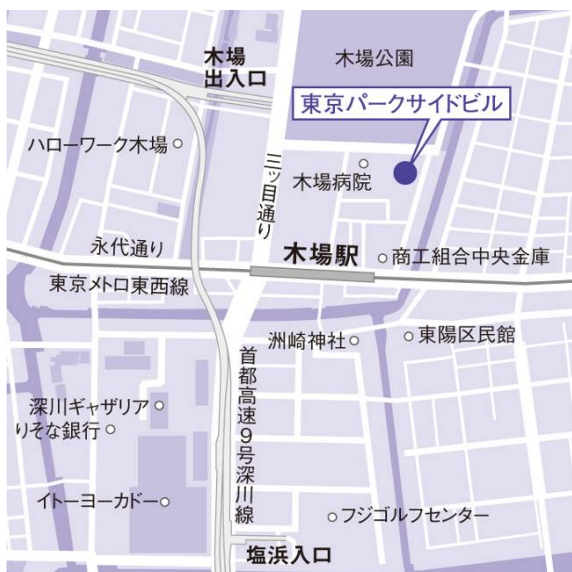 木場
出入口
木場公園
東京パークサイドビル
ハローワーク木場
木場病院
三ッ目通り
永代通り
木場駅
商工組合中央金庫
東京メトロ東西線
洲崎神社
東陽区民館
首都高速9号深川線
深川ギャザリア
りそな銀行
イトーヨーカドー
フジゴルフセンター
塩浜入口